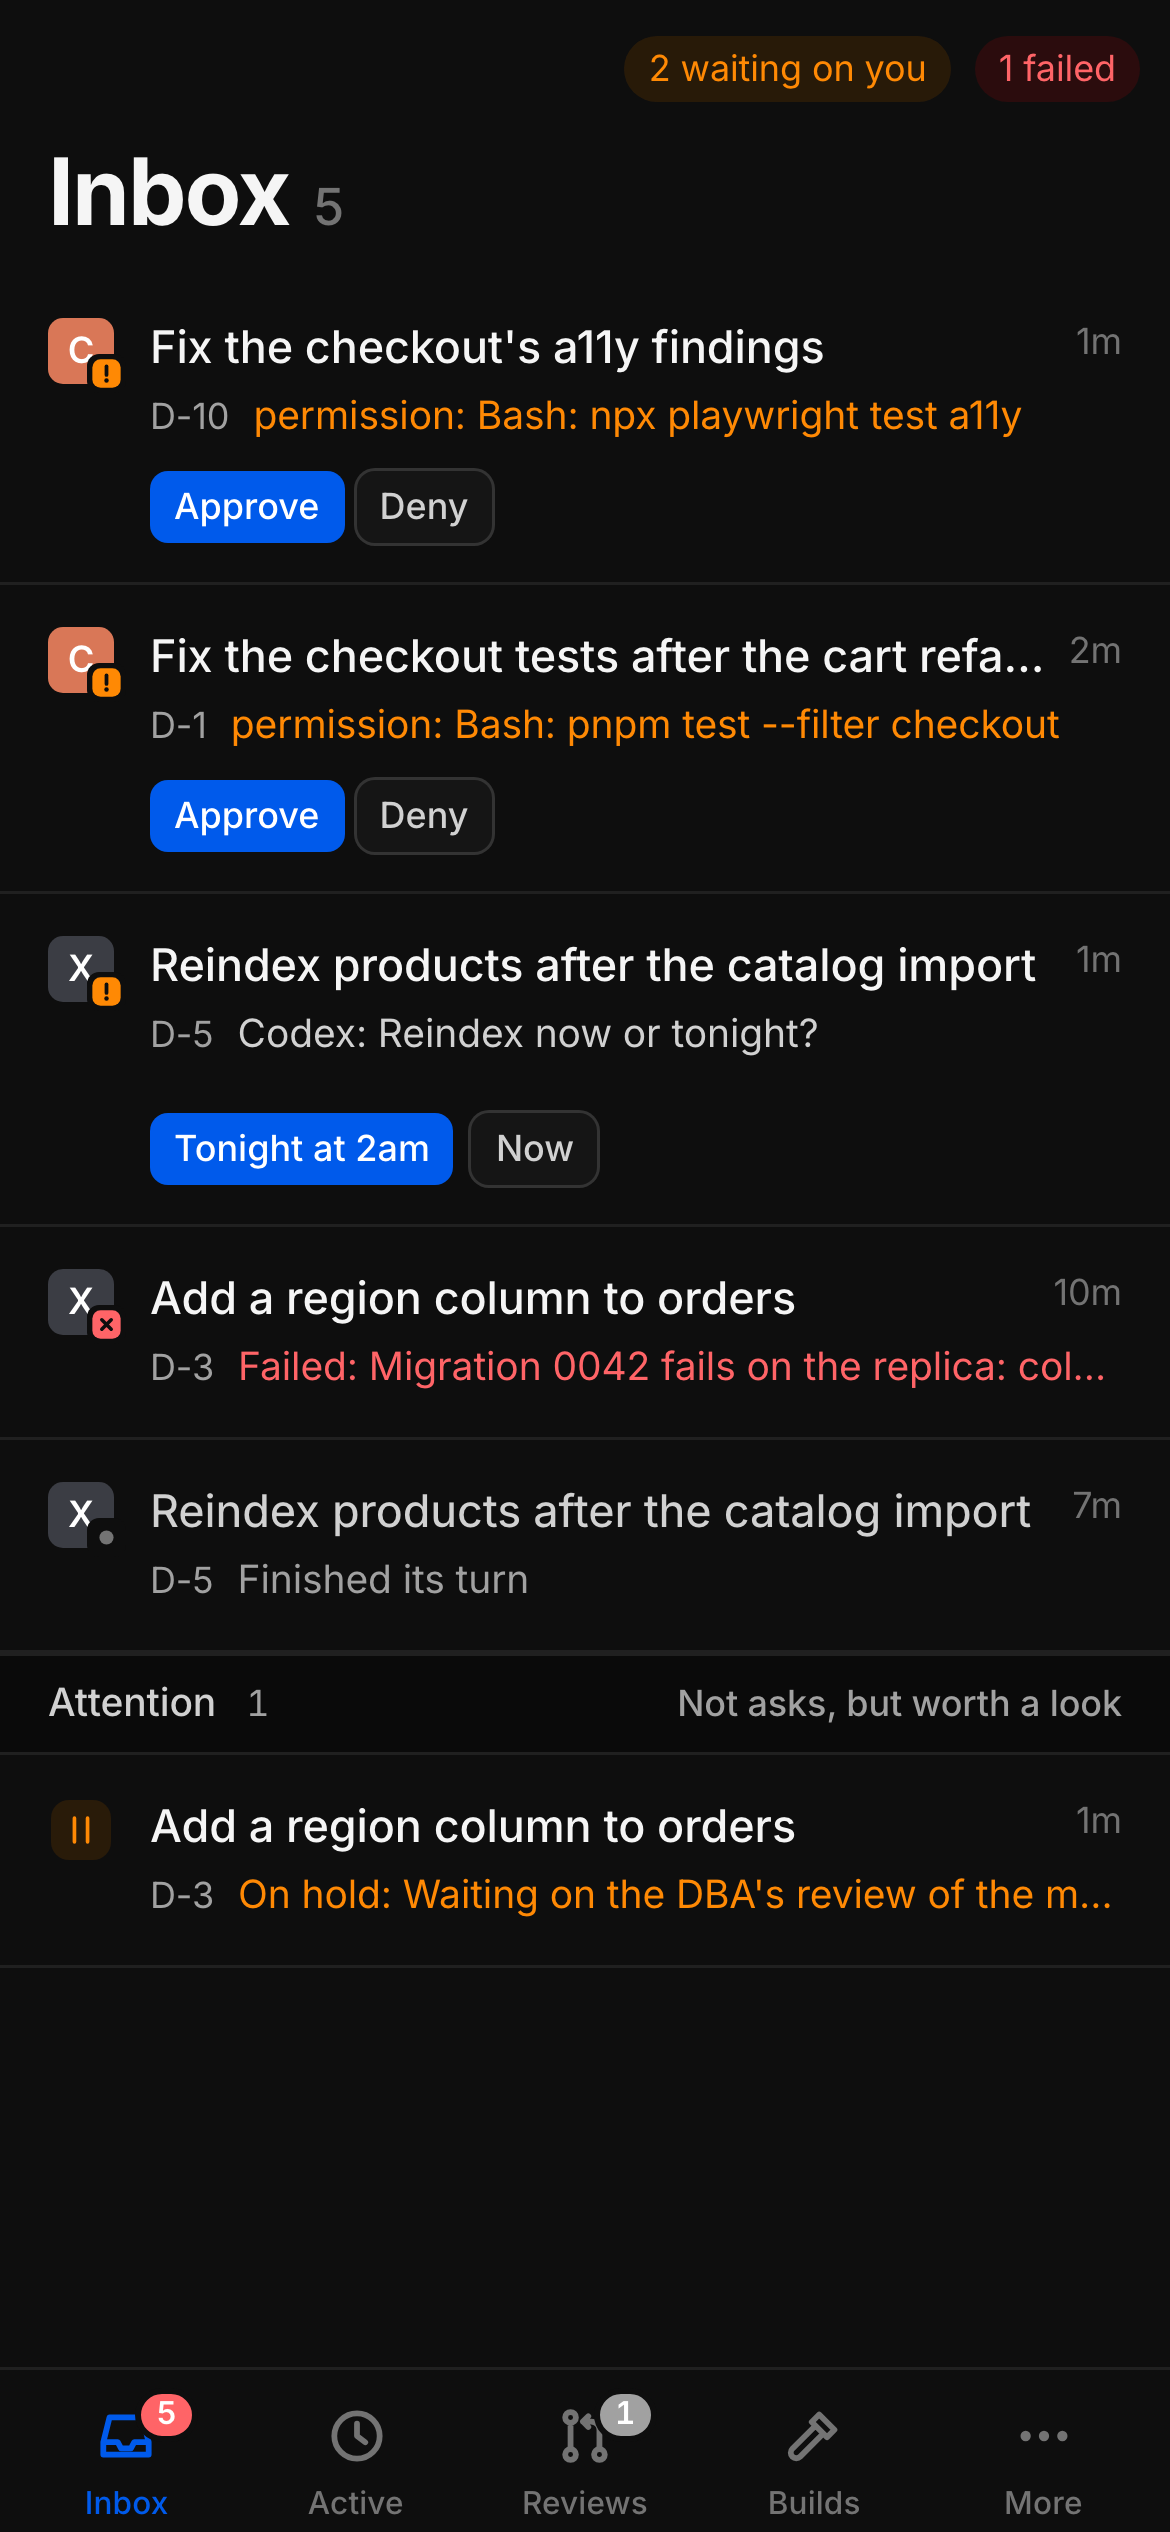 2 waiting on you
1 failed
Inbox 5
C
Fix the checkout's a11y findings
1m
D-10 permission: Bash: npx playwright test a11y
Approve
Deny
C
Fix the checkout tests after the cart refa...
2m
D-1 permission: Bash: pnpm test --filter checkout
Approve
Deny
X
Reindex products after the catalog import
1m
D-5 Codex: Reindex now or tonight?
Tonight at 2am
Now
X
Add a region column to orders
10m
D-3 Failed: Migration 0042 fails on the replica: col...
X
Reindex products after the catalog import
7m
D-5 Finished its turn
Attention 1
Not asks, but worth a look
Add a region column to orders
1m
D-3 On hold: Waiting on the DBA's review of the m...
5
1
Inbox
Active
Reviews
Builds
More